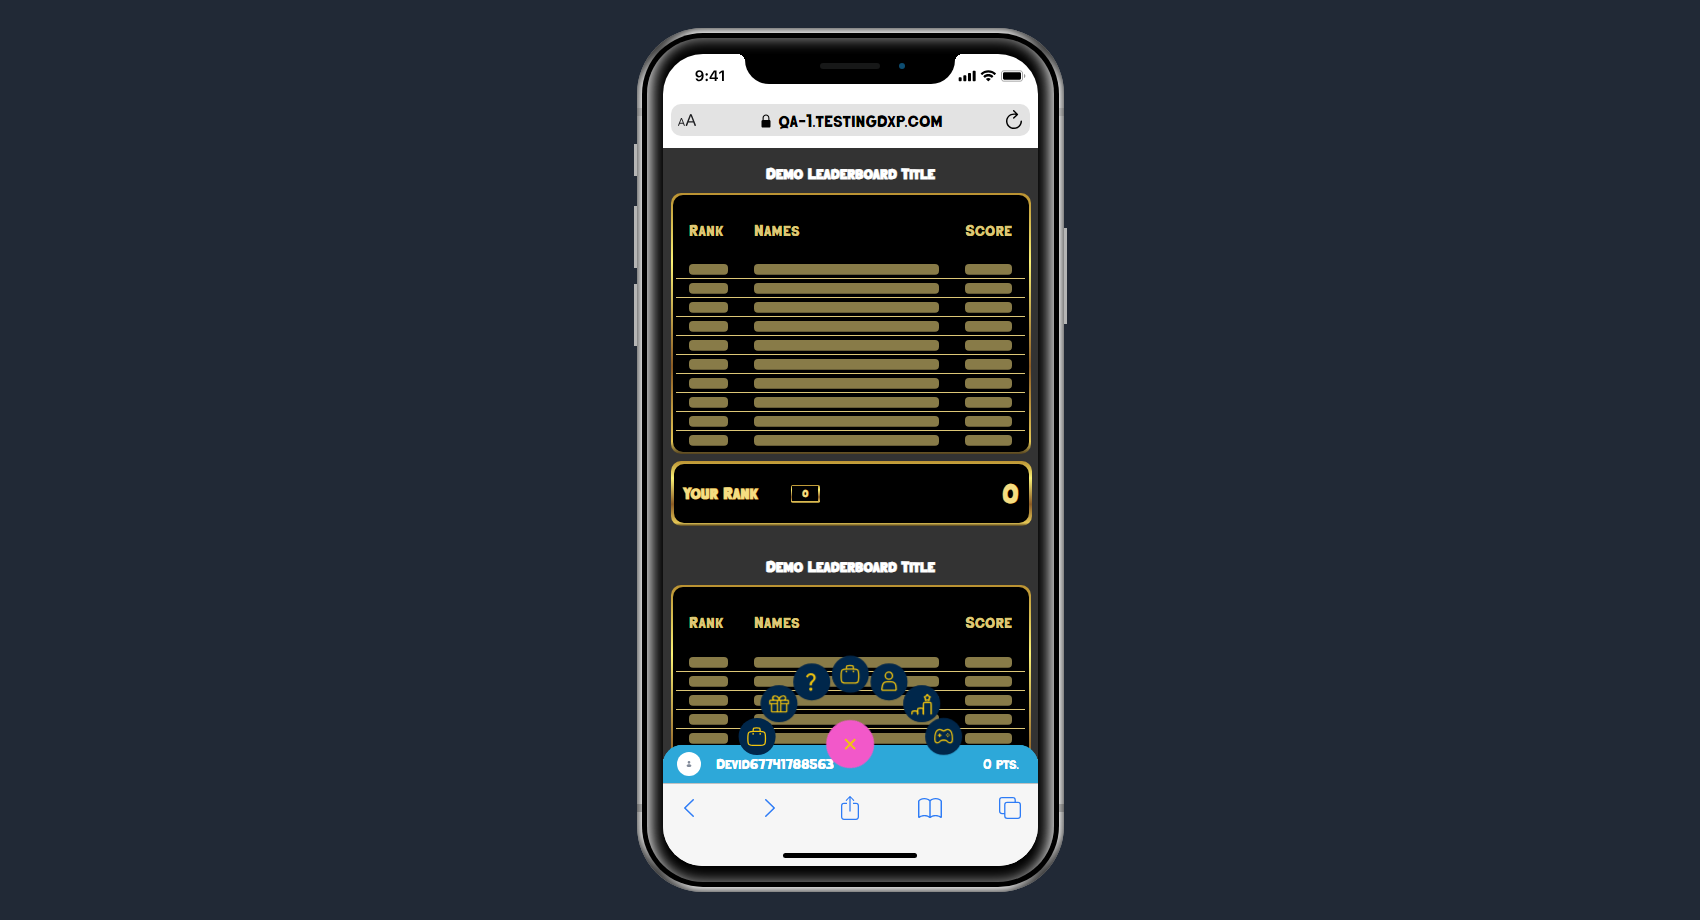 9:41
AA QA-1.TESTINGDXP.COM
Demo Leaderboard Title
Rank Names Score
Your Rank 0 0
Demo Leaderboard Title
Rank Names Score
?
Devid67741788563 0 pts.